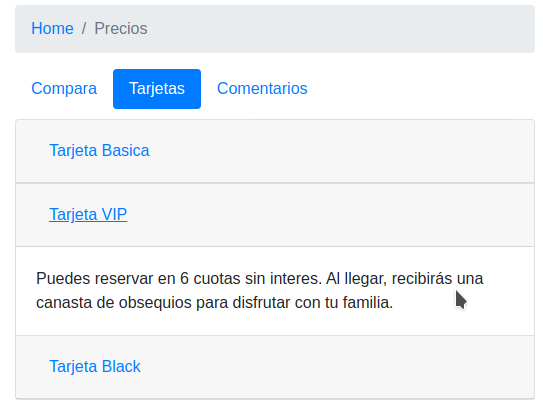 Home / Precios
Compara Tarjetas Comentarios
Tarjeta Basica
Tarjeta VIP
Puedes reservar en 6 cuotas sin interes. Al llegar, recibirás una
canasta de obsequios para disfrutar con tu familia.
Tarjeta Black